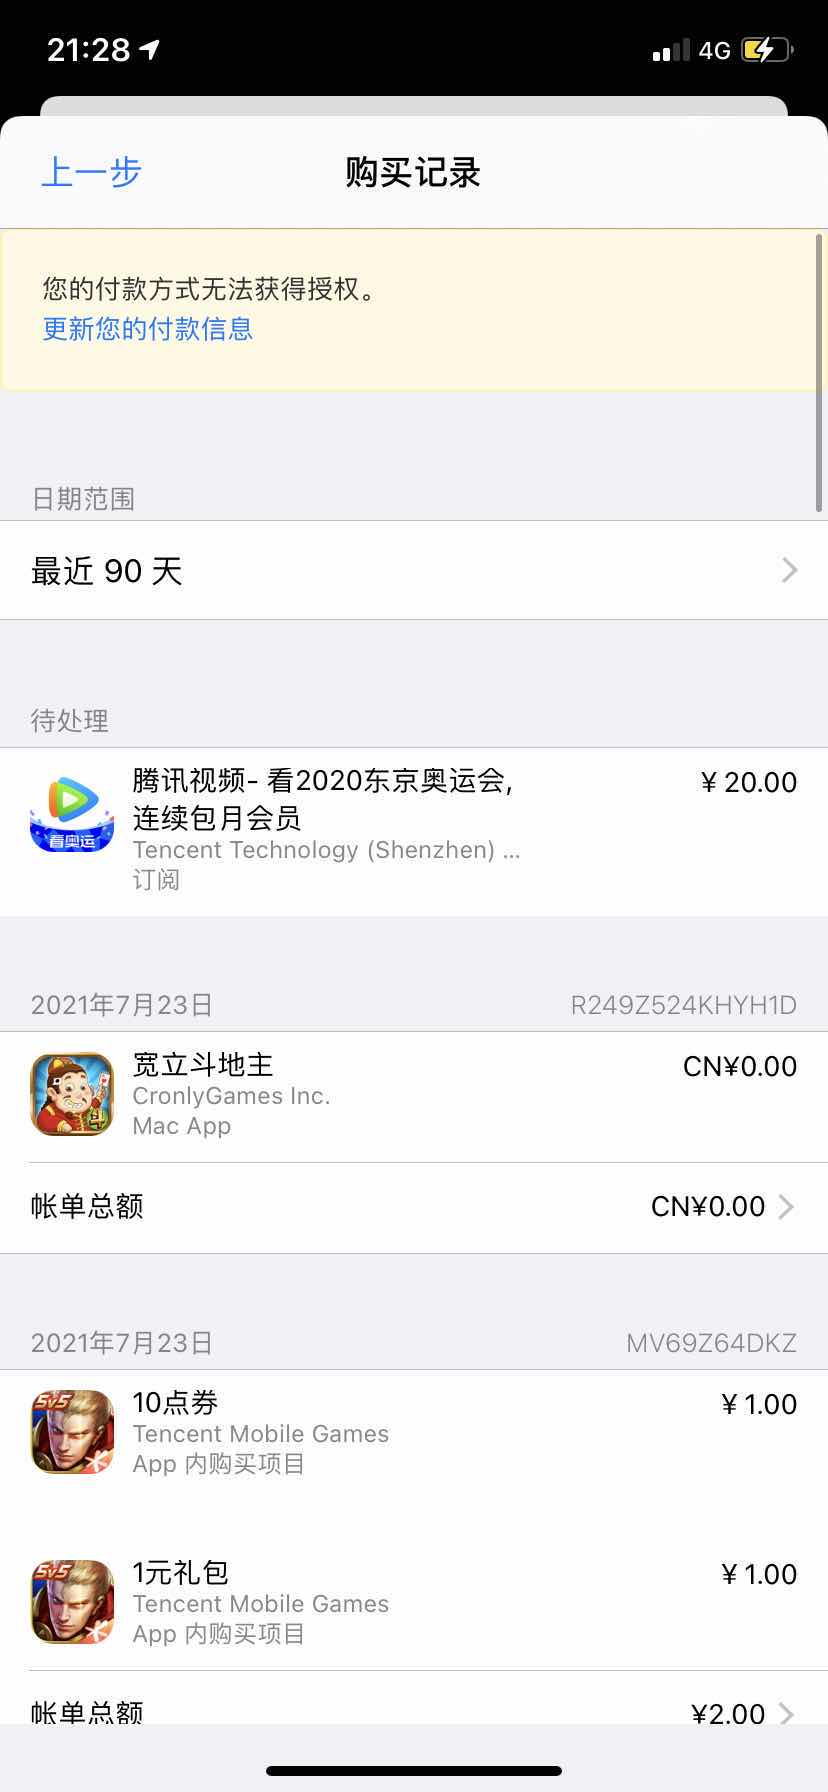 21:28
4G
上一步
购买记录
您的付款方式无法获得授权。
更新您的付款信息
日期范围
最近 90 天
待处理
腾讯视频- 看2020东京奥运会,
¥ 20.00
连续包月会员
看奥运
Tencent Technology (Shenzhen) ...
订阅
2021年7月23日
R249Z524KHYH1D
宽立斗地主
CN¥0.00
CronlyGames Inc.
Mac App
帐单总额
CN¥0.00
2021年7月23日
MV69Z64DKZ
5v5
10点券
¥ 1.00
Tencent Mobile Games
App 内购买项目
5v5
1元礼包
¥ 1.00
Tencent Mobile Games
App 内购买项目
帐单总额
¥2.00